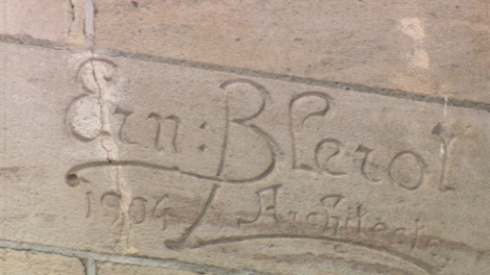 Ern: Blerot
1904 Architecte